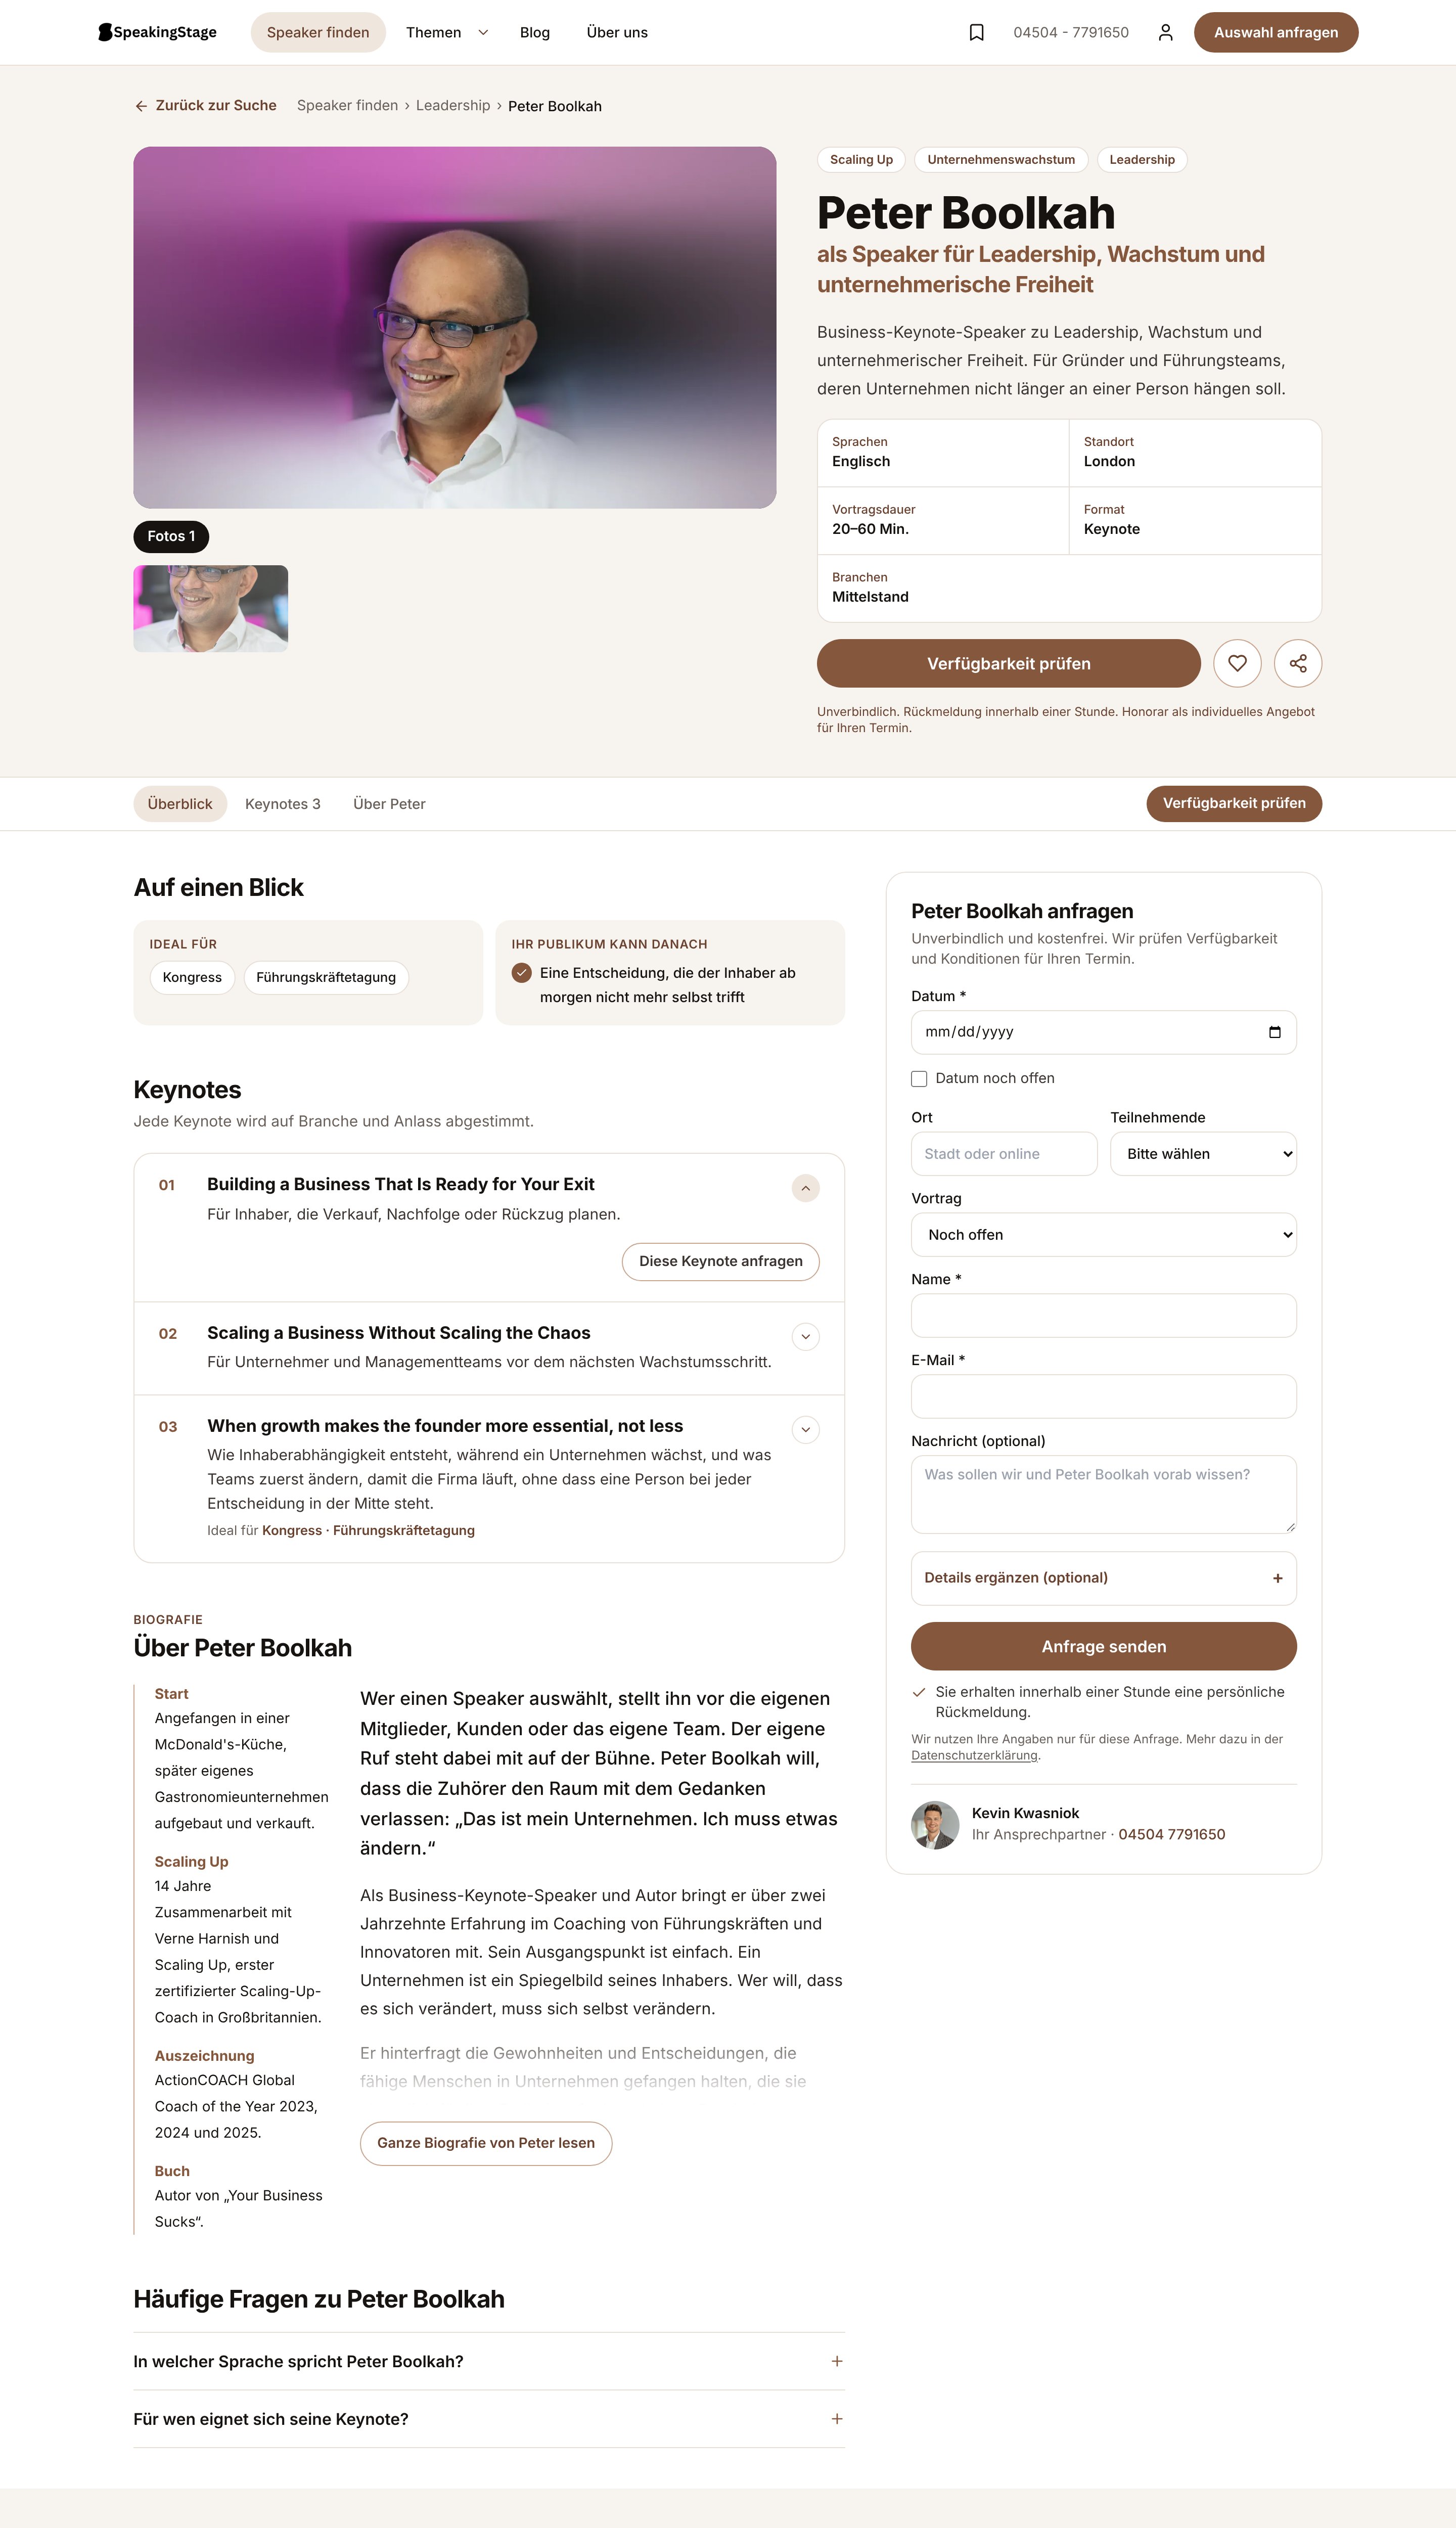 SpeakingStage
Speaker finden
Themen
Blog
Über uns
04504 - 7791650
Auswahl anfragen
Zurück zur Suche
Speaker finden › Leadership › Peter Boolkah
Scaling Up
Unternehmenswachstum
Leadership
Peter Boolkah
als Speaker für Leadership, Wachstum und
unternehmerische Freiheit
Business-Keynote-Speaker zu Leadership, Wachstum und
unternehmerischer Freiheit. Für Gründer und Führungsteams,
deren Unternehmen nicht länger an einer Person hängen soll.
Sprachen
Englisch
Standort
London
Vortragsdauer
20–60 Min.
Format
Keynote
Branchen
Mittelstand
Fotos 1
Verfügbarkeit prüfen
Unverbindlich. Rückmeldung innerhalb einer Stunde. Honorar als individuelles Angebot
für Ihren Termin.
Überblick
Keynotes 3
Über Peter
Verfügbarkeit prüfen
Auf einen Blick
IDEAL FÜR
Kongress
Führungskräftetagung
IHR PUBLIKUM KANN DANACH
Eine Entscheidung, die der Inhaber ab
morgen nicht mehr selbst trifft
Keynotes
Jede Keynote wird auf Branche und Anlass abgestimmt.
01
Building a Business That Is Ready for Your Exit
Für Inhaber, die Verkauf, Nachfolge oder Rückzug planen.
Diese Keynote anfragen
02
Scaling a Business Without Scaling the Chaos
Für Unternehmer und Managementteams vor dem nächsten Wachstumsschritt.
03
When growth makes the founder more essential, not less
Wie Inhaberabhängigkeit entsteht, während ein Unternehmen wächst, und was
Teams zuerst ändern, damit die Firma läuft, ohne dass eine Person bei jeder
Entscheidung in der Mitte steht.
Ideal für Kongress · Führungskräftetagung
BIOGRAFIE
Über Peter Boolkah
Start
Angefangen in einer
McDonald's-Küche,
später eigenes
Gastronomieunternehmen
aufgebaut und verkauft.
Scaling Up
14 Jahre
Zusammenarbeit mit
Verne Harnish und
Scaling Up, erster
zertifizierter Scaling-Up-
Coach in Großbritannien.
Auszeichnung
ActionCOACH Global
Coach of the Year 2023,
2024 und 2025.
Buch
Autor von „Your Business
Sucks“.
Wer einen Speaker auswählt, stellt ihn vor die eigenen
Mitglieder, Kunden oder das eigene Team. Der eigene
Ruf steht dabei mit auf der Bühne. Peter Boolkah will,
dass die Zuhörer den Raum mit dem Gedanken
verlassen: „Das ist mein Unternehmen. Ich muss etwas
ändern.“
Als Business-Keynote-Speaker und Autor bringt er über zwei
Jahrzehnte Erfahrung im Coaching von Führungskräften und
Innovatoren mit. Sein Ausgangspunkt ist einfach. Ein
Unternehmen ist ein Spiegelbild seines Inhabers. Wer will, dass
es sich verändert, muss sich selbst verändern.
Er hinterfragt die Gewohnheiten und Entscheidungen, die
fähige Menschen in Unternehmen gefangen halten, die sie
Ganze Biografie von Peter lesen
Häufige Fragen zu Peter Boolkah
In welcher Sprache spricht Peter Boolkah?
Für wen eignet sich seine Keynote?
Peter Boolkah anfragen
Unverbindlich und kostenfrei. Wir prüfen Verfügbarkeit
und Konditionen für Ihren Termin.
Datum *
mm/dd/yyyy
Datum noch offen
Ort
Stadt oder online
Teilnehmende
Bitte wählen
Vortrag
Noch offen
Name *
E-Mail *
Nachricht (optional)
Was sollen wir und Peter Boolkah vorab wissen?
Details ergänzen (optional) +
Anfrage senden
Sie erhalten innerhalb einer Stunde eine persönliche
Rückmeldung.
Wir nutzen Ihre Angaben nur für diese Anfrage. Mehr dazu in der
Datenschutzerklärung.
Kevin Kwasniok
Ihr Ansprechpartner · 04504 7791650